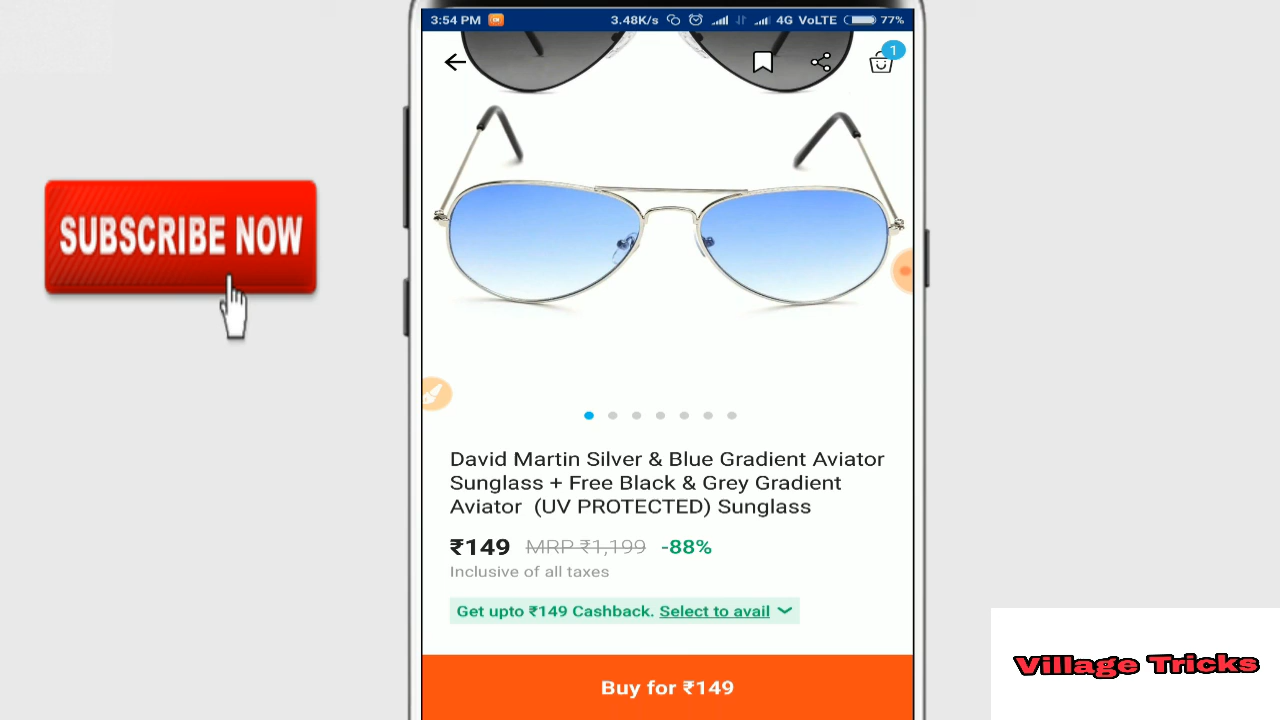 3:54 PM 3.48K/s 4G VoLTE 77%
1
SUBSCRIBE NOW
David Martin Silver & Blue Gradient Aviator
Sunglass + Free Black & Grey Gradient
Aviator (UV PROTECTED) Sunglass
₹149 MRP ₹1,199 -88%
Inclusive of all taxes
Get upto ₹149 Cashback. Select to avail
Village Tricks
Buy for ₹149